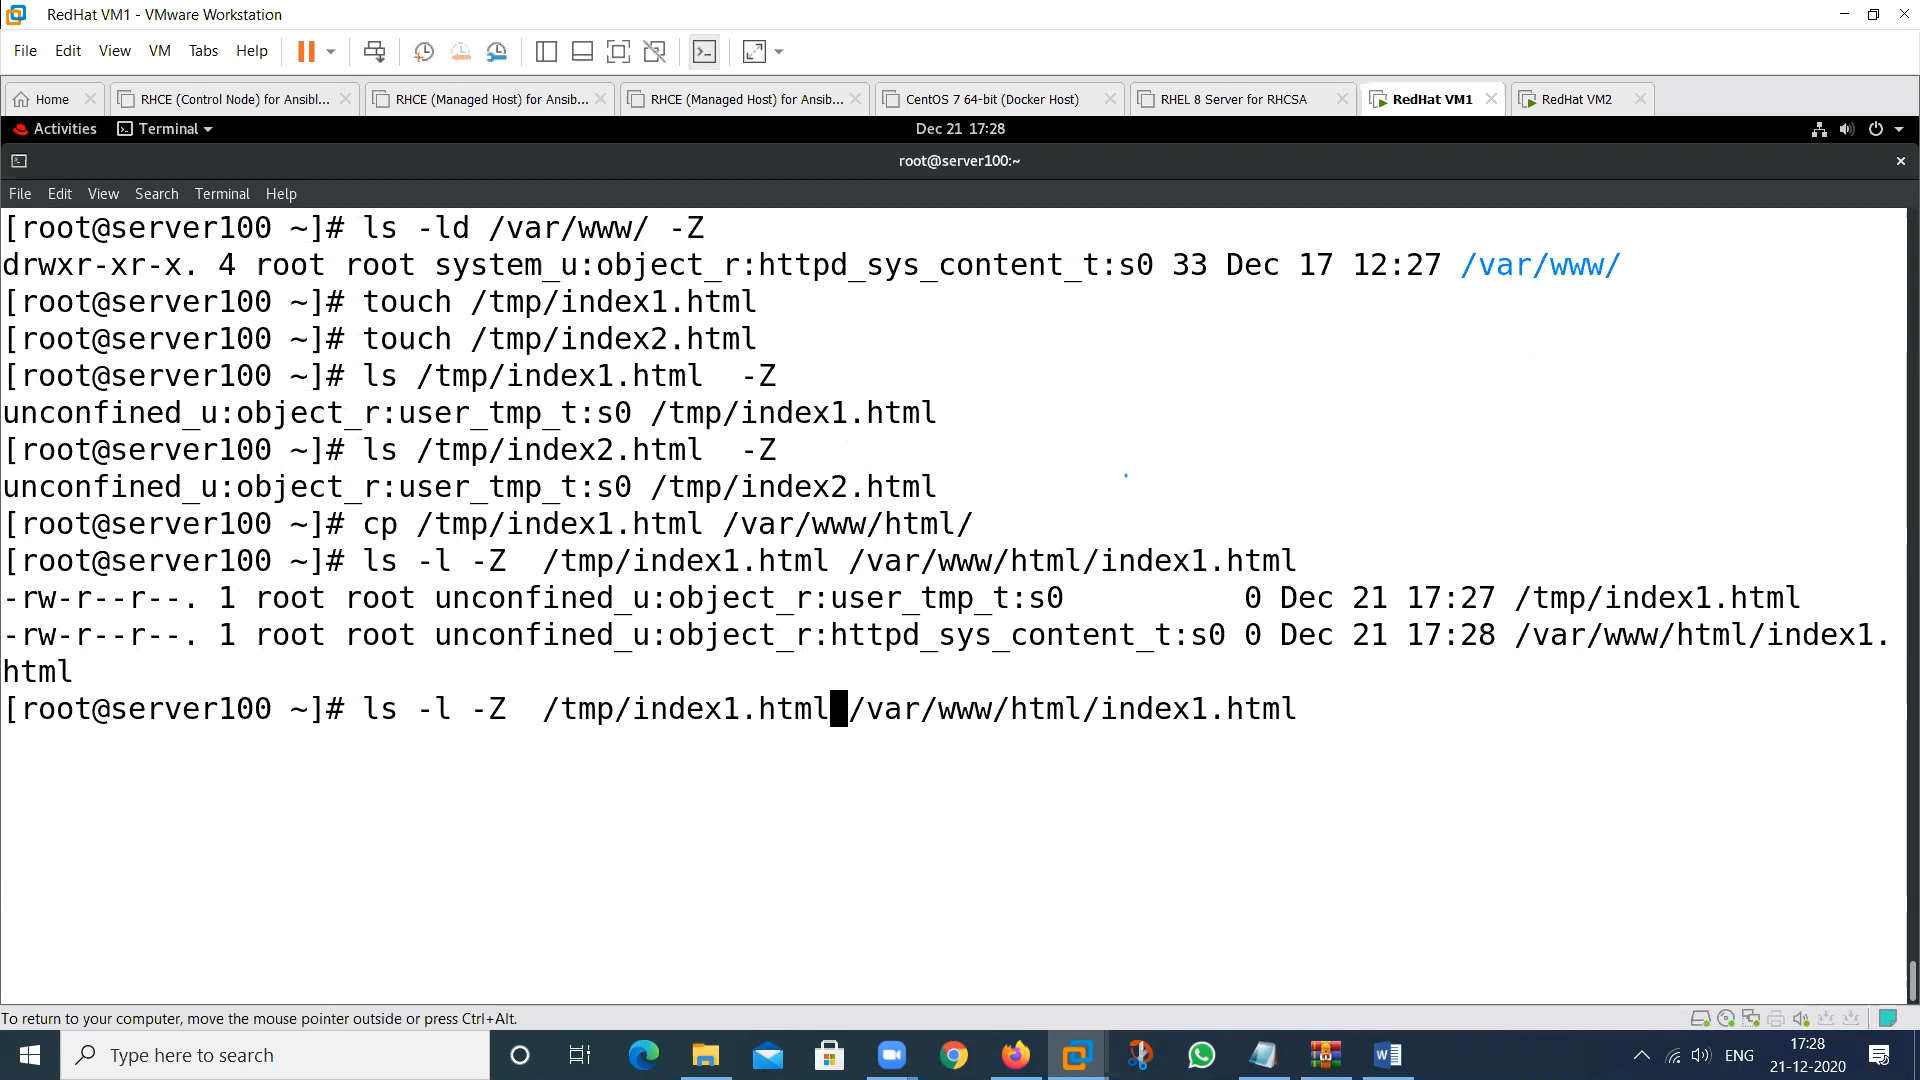 RedHat VM1 - VMware Workstation
File Edit View VM Tabs Help
Home RHCE (Control Node) for Ansibl... RHCE (Managed Host) for Ansib... RHCE (Managed Host) for Ansib... CentOS 7 64-bit (Docker Host) RHEL 8 Server for RHCSA RedHat VM1 RedHat VM2
Activities Terminal Dec 21 17:28
root@server100:~
File Edit View Search Terminal Help
[root@server100 ~]# ls -ld /var/www/ -Z
drwxr-xr-x. 4 root root system_u:object_r:httpd_sys_content_t:s0 33 Dec 17 12:27 /var/www/
[root@server100 ~]# touch /tmp/index1.html
[root@server100 ~]# touch /tmp/index2.html
[root@server100 ~]# ls /tmp/index1.html  -Z
unconfined_u:object_r:user_tmp_t:s0 /tmp/index1.html
[root@server100 ~]# ls /tmp/index2.html  -Z
unconfined_u:object_r:user_tmp_t:s0 /tmp/index2.html
[root@server100 ~]# cp /tmp/index1.html /var/www/html/
[root@server100 ~]# ls -l -Z  /tmp/index1.html /var/www/html/index1.html
-rw-r--r--. 1 root root unconfined_u:object_r:user_tmp_t:s0          0 Dec 21 17:27 /tmp/index1.html
-rw-r--r--. 1 root root unconfined_u:object_r:httpd_sys_content_t:s0 0 Dec 21 17:28 /var/www/html/index1.
html
[root@server100 ~]# ls -l -Z  /tmp/index1.html /var/www/html/index1.html
To return to your computer, move the mouse pointer outside or press Ctrl+Alt.
Type here to search
ENG
17:28
21-12-2020